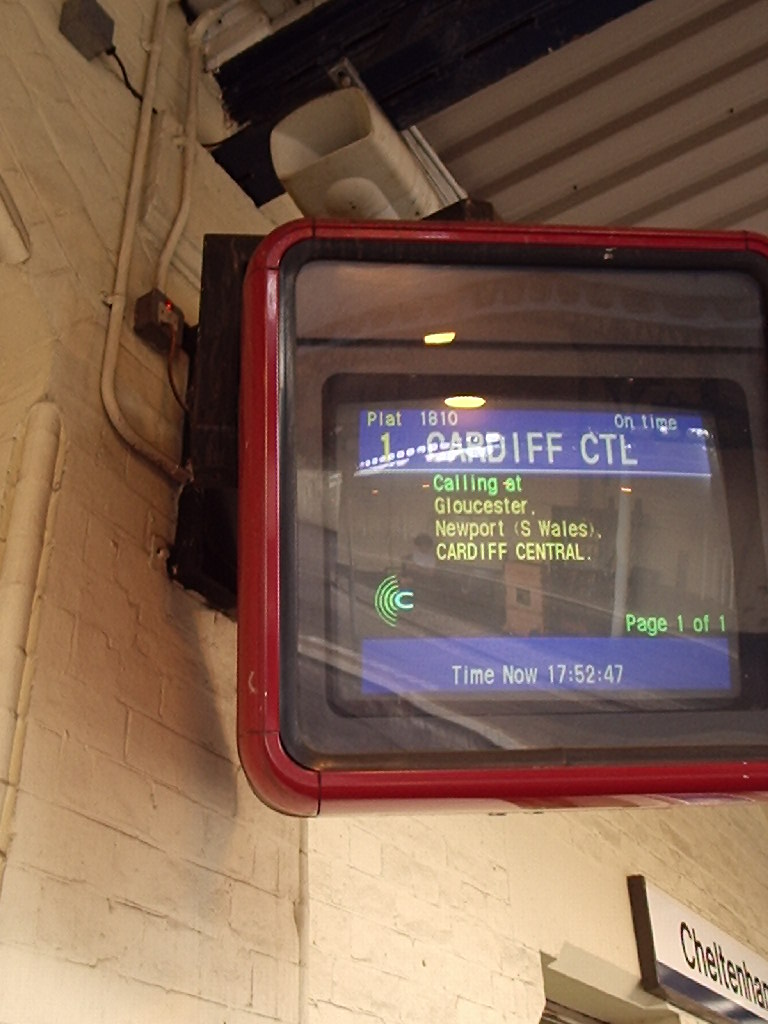 Plat 1810 On time
1 CARDIFF CTL
Calling at
Gloucester,
Newport (S Wales),
CARDIFF CENTRAL.
C
Page 1 of 1
Time Now 17:52:47
Cheltenham